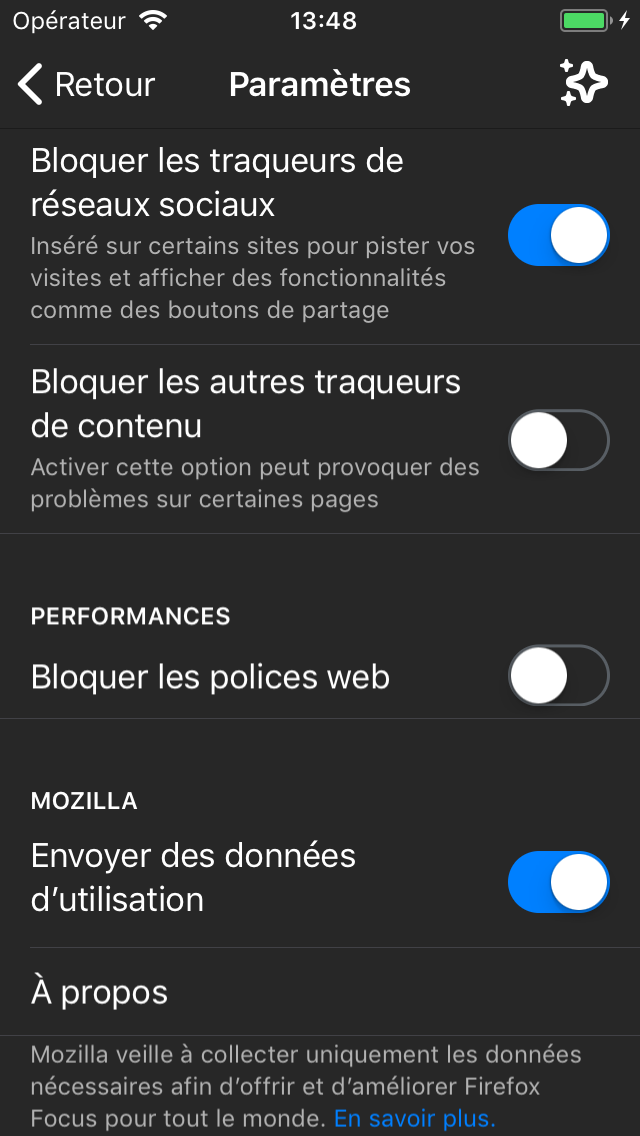 Opérateur 13:48
Retour Paramètres
Bloquer les traqueurs de
réseaux sociaux
Inséré sur certains sites pour pister vos
visites et afficher des fonctionnalités
comme des boutons de partage
Bloquer les autres traqueurs
de contenu
Activer cette option peut provoquer des
problèmes sur certaines pages
PERFORMANCES
Bloquer les polices web
MOZILLA
Envoyer des données
d’utilisation
À propos
Mozilla veille à collecter uniquement les données
nécessaires afin d’offrir et d’améliorer Firefox
Focus pour tout le monde. En savoir plus.